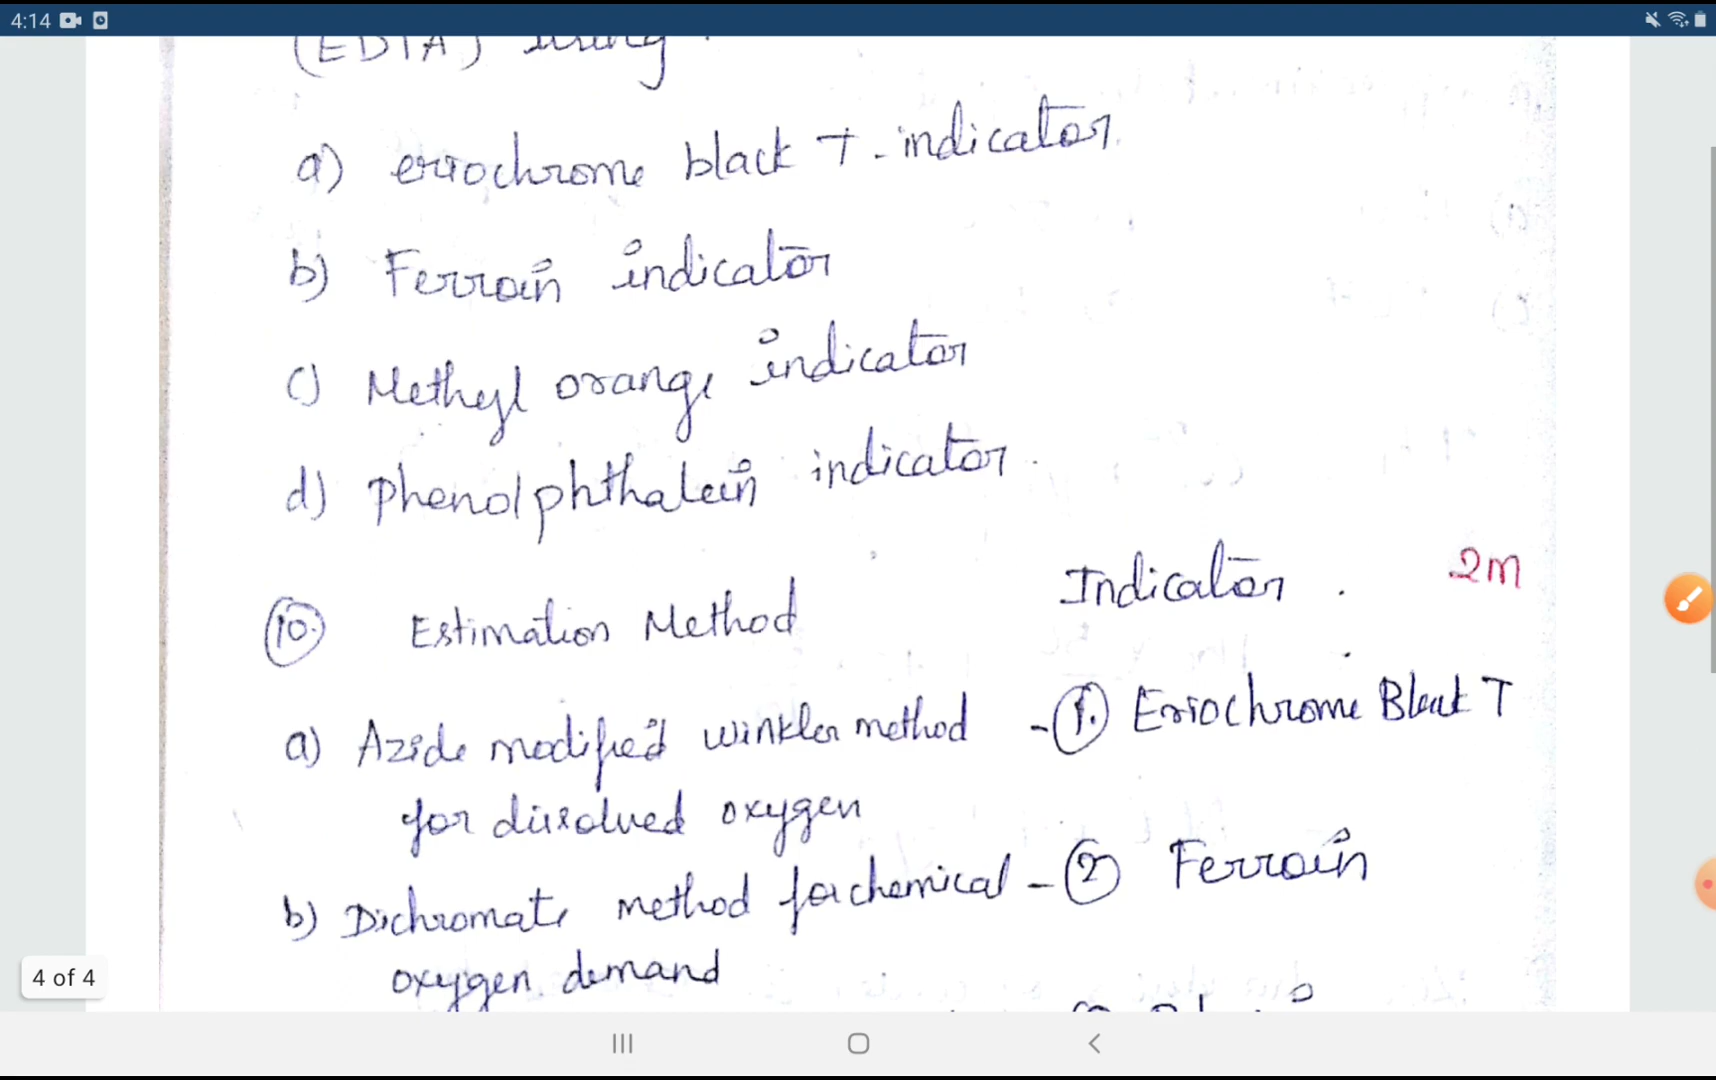 4:14
(EDTA) using
a) eriochrome black T - indicator.
b) Ferroin indicator
c) Methyl orange indicator
d) phenolphthalein indicator.
10. Estimation Method Indicator. 2m
a) Azide modified winkler method - 1. Eriochrome Black T
for dissolved oxygen
b) Dichromate method for chemical - 2 Ferroin
oxygen demand
4 of 4